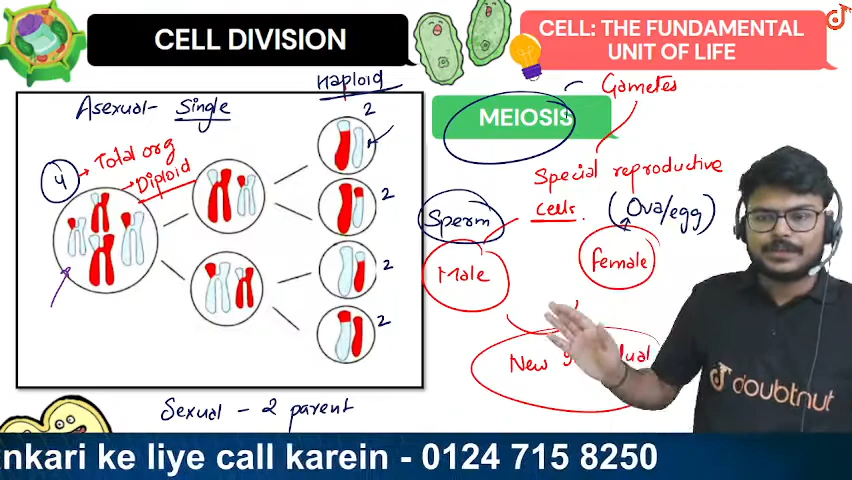 CELL DIVISION
CELL: THE FUNDAMENTAL
UNIT OF LIFE
Haploid
Asexual- Single
2
Gametes
MEIOSIS
4
Total org
Diploid
Special reproductive
cells.
(Ova/egg)
Sperm
2
Male
Female
2
2
New
Sexual - 2 parent
doubtnut
nkari ke liye call karein - 0124 715 8250